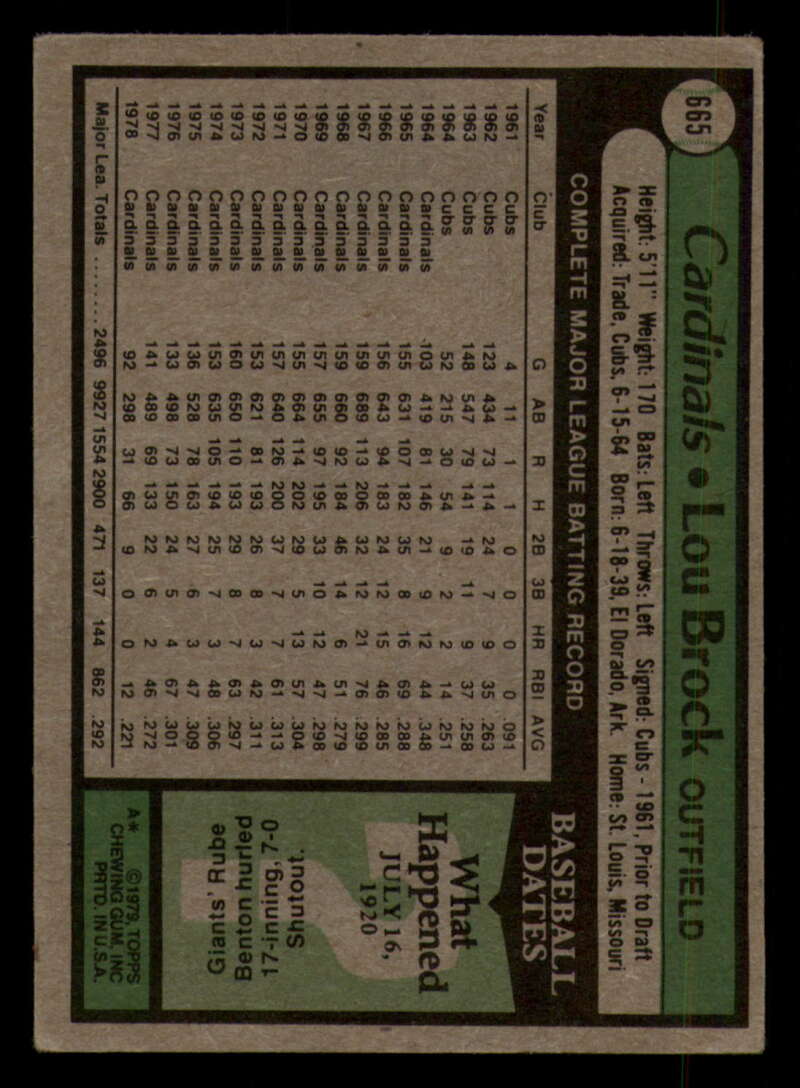 665
Cardinals • Lou Brock OUTFIELD
Height: 5'11" Weight: 170 Bats: Left Throws: Left Signed: Cubs - 1961, Prior to Draft
Acquired: Trade, Cubs, 6-15-64 Born: 6-18-39, El Dorado, Ark. Home: St. Louis, Missouri
COMPLETE MAJOR LEAGUE BATTING RECORD
Year Club G AB R H 2B 3B HR RBI AVG
1961 Cubs 4 11 1 1 0 0 0 0 .091
1962 Cubs 123 434 73 114 24 7 9 35 .263
1963 Cubs 148 547 79 141 19 11 9 37 .258
1964 Cubs 52 215 30 54 9 2 2 14 .251
1964 Cardinals 103 419 81 146 21 9 12 44 .348
1965 Cardinals 155 631 107 182 35 8 16 69 .288
1966 Cardinals 156 643 94 183 24 12 15 46 .285
1967 Cardinals 159 689 113 206 32 12 21 76 .299
1968 Cardinals 159 660 92 184 46 14 6 51 .279
1969 Cardinals 157 655 97 195 33 10 12 47 .298
1970 Cardinals 155 664 114 202 29 5 13 57 .304
1971 Cardinals 157 640 126 200 37 7 7 61 .313
1972 Cardinals 153 621 81 193 26 8 3 42 .311
1973 Cardinals 160 650 110 193 29 8 7 63 .297
1974 Cardinals 153 635 105 194 25 7 3 48 .306
1975 Cardinals 136 528 78 163 27 6 3 47 .309
1976 Cardinals 133 498 73 150 24 5 4 67 .301
1977 Cardinals 141 489 69 133 22 6 2 46 .272
1978 Cardinals 92 298 31 66 9 0 0 12 .221
Major Lea. Totals ........ 2496 9927 1554 2900 471 137 144 862 .292
BASEBALL
DATES
What
Happened
JULY 16,
1920
Giants' Rube
Benton hurled
17-inning, 7-0
Shutout.
A* ©1979, TOPPS
CHEWING GUM, INC
PRTD. IN U.S.A.